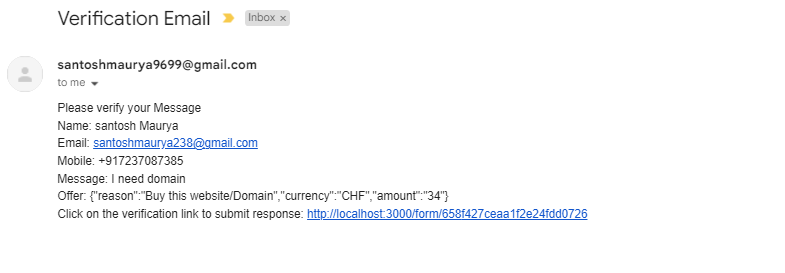 Verification Email
Inbox ×
santoshmaurya9699@gmail.com
to me
Please verify your Message
Name: santosh Maurya
Email: santoshmaurya238@gmail.com
Mobile: +917237087385
Message: I need domain
Offer: {"reason":"Buy this website/Domain","currency":"CHF","amount":"34"}
Click on the verification link to submit response: http://localhost:3000/form/658f427ceaa1f2e24fdd0726